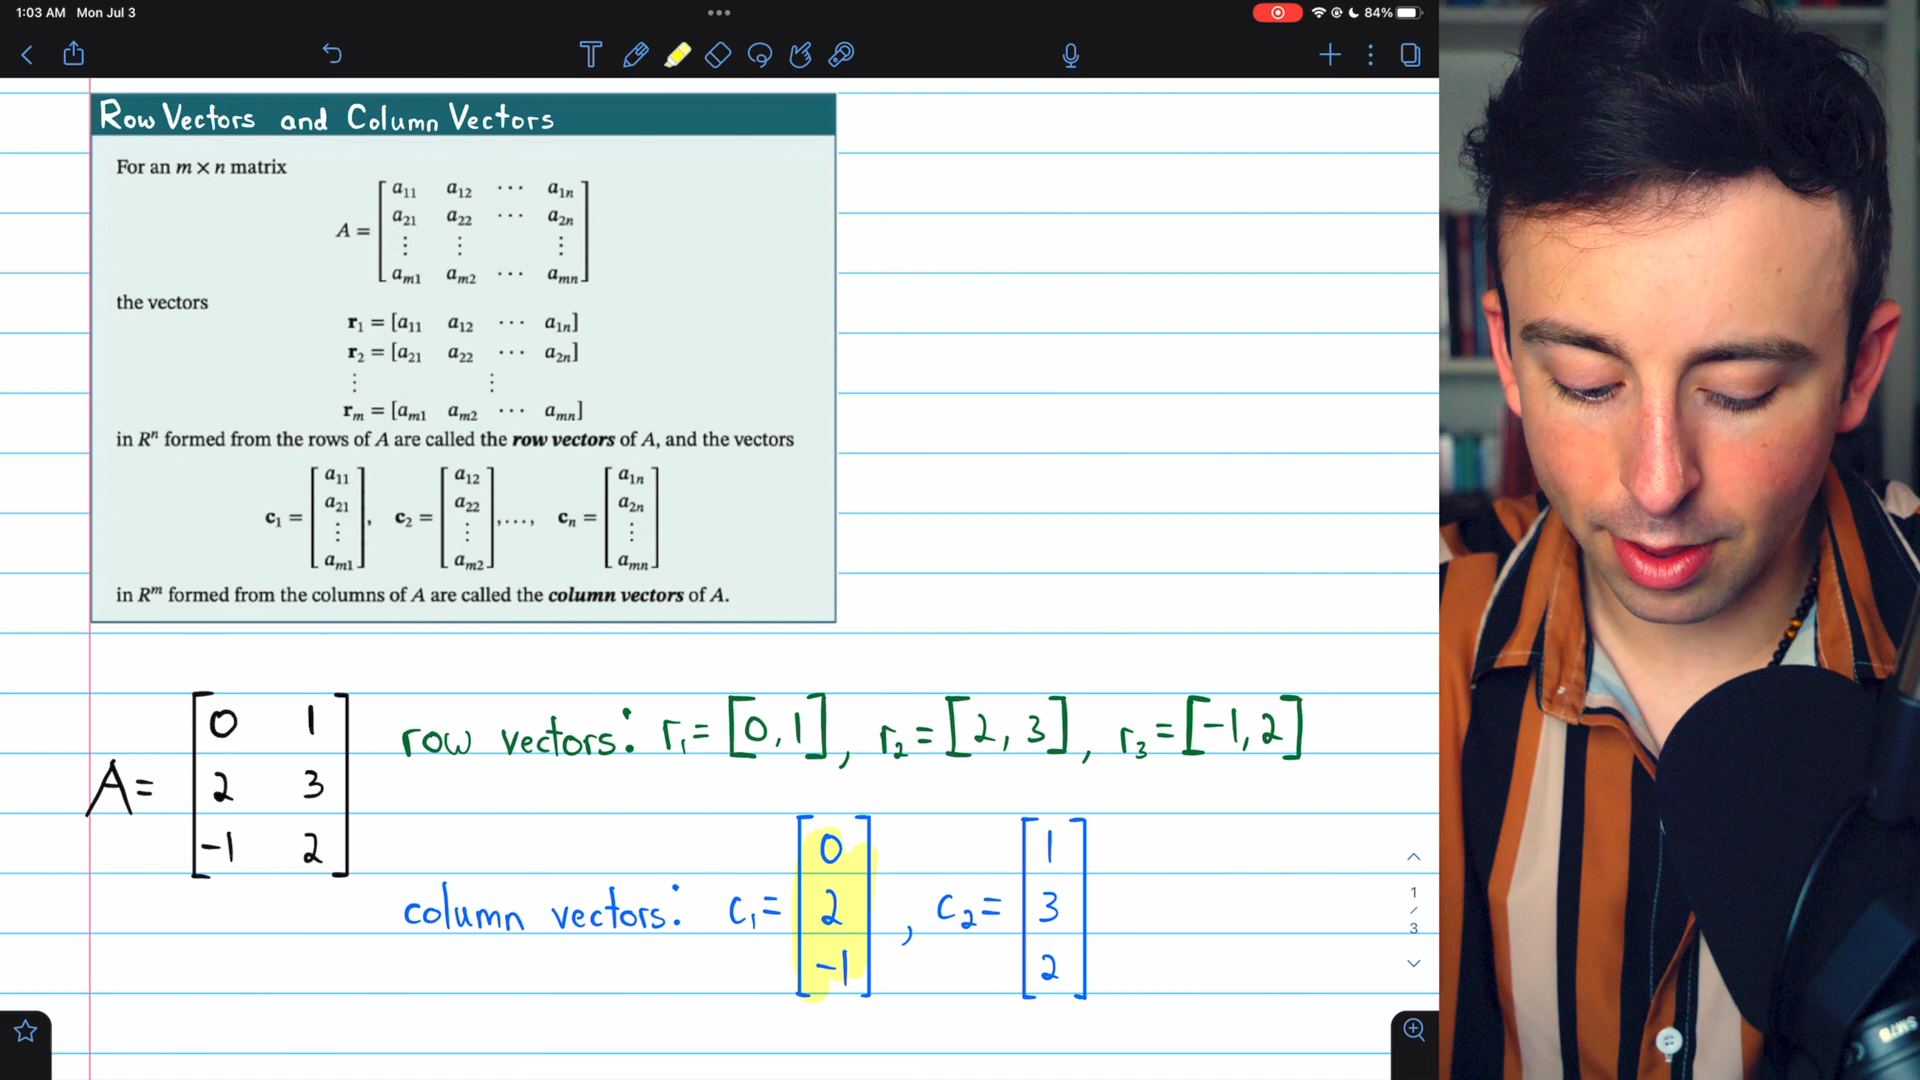 1:03 AM Mon Jul 3
84%
Row Vectors and Column Vectors
For an m × n matrix
A = [ a11 a12 ⋯ a1n
a21 a22 ⋯ a2n
⋮ ⋮ ⋮
am1 am2 ⋯ amn ]
the vectors
r1 = [a11 a12 ⋯ a1n]
r2 = [a21 a22 ⋯ a2n]
⋮ ⋮
rm = [am1 am2 ⋯ amn]
in Rⁿ formed from the rows of A are called the row vectors of A, and the vectors
c1 = [ a11 a21 ⋮ am1 ], c2 = [ a12 a22 ⋮ am2 ], ..., cn = [ a1n a2n ⋮ amn ]
in Rᵐ formed from the columns of A are called the column vectors of A.
A = [ 0 1
2 3
-1 2 ]
row vectors: r1 = [0, 1], r2 = [2, 3], r3 = [-1, 2]
column vectors: c1 = [ 0 2 -1 ], c2 = [ 1 3 2 ]
1
/
3
SM7B